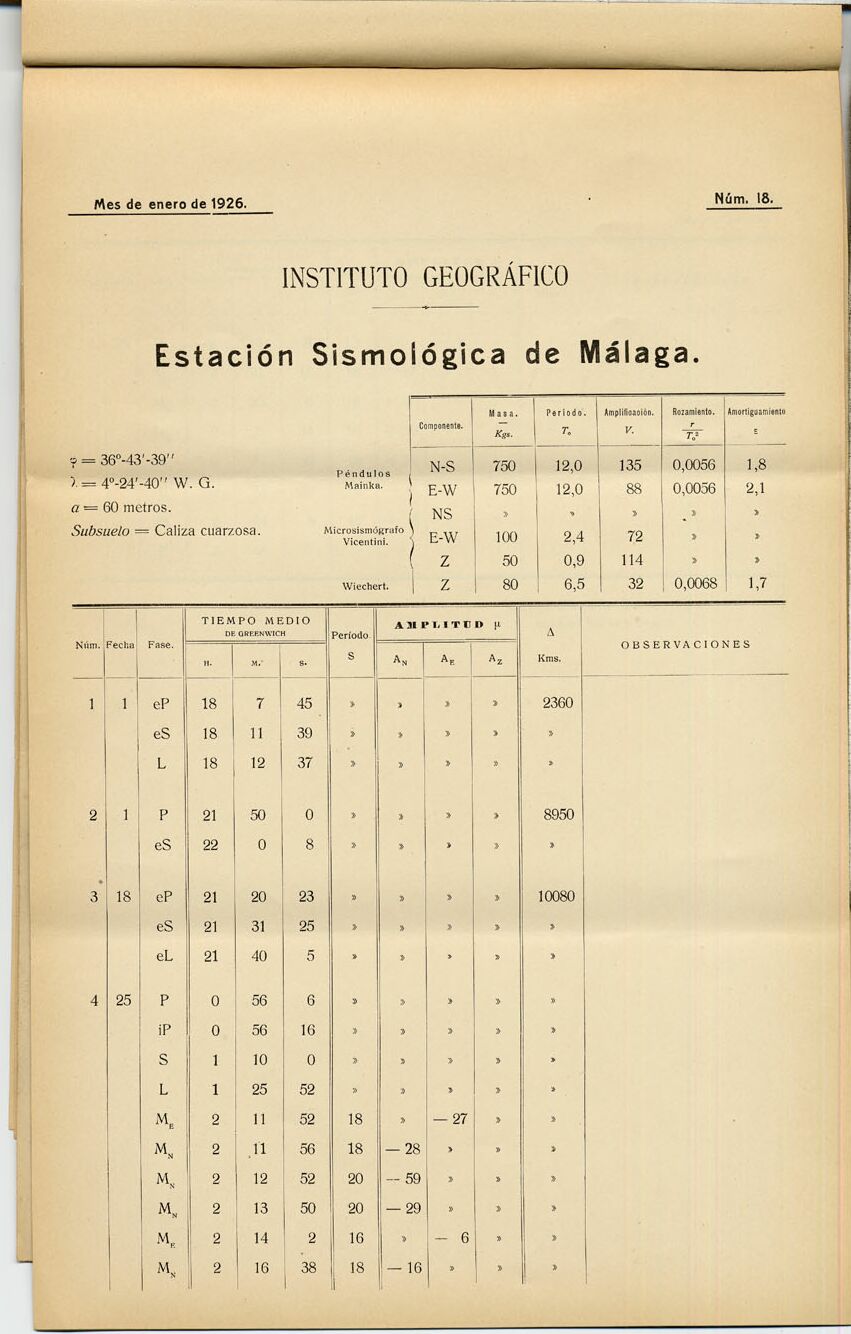 Mes de enero de 1926. Núm. 18.
INSTITUTO GEOGRÁFICO
Estación Sismológica de Málaga.
φ = 36°-43'-39''
λ = 4°-24'-40'' W. G.
a = 60 metros.
Subsuelo = Caliza cuarzosa.
Componente. Masa. — Kgs. Periodo. T₀ Amplificación. V. Rozamiento. r/T₀² Amortiguamiento ε
Péndulos Mainka. N-S 750 12,0 135 0,0056 1,8
E-W 750 12,0 88 0,0056 2,1
Microsismógrafo Vicentini. NS » » » » »
E-W 100 2,4 72 » »
Z 50 0,9 114 » »
Wiechert. Z 80 6,5 32 0,0068 1,7
Núm. Fecha Fase. TIEMPO MEDIO DE GREENWICH H. M. S. Período S AMPLITUD μ A_N A_E A_Z Δ Kms. OBSERVACIONES
1 1 eP 18 7 45 » » » » 2360
eS 18 11 39 » » » » »
L 18 12 37 » » » » »
2 1 P 21 50 0 » » » » 8950
eS 22 0 8 » » » » »
3 18 eP 21 20 23 » » » » 10080
eS 21 31 25 » » » » »
eL 21 40 5 » » » » »
4 25 P 0 56 6 » » » » »
iP 0 56 16 » » » » »
S 1 10 0 » » » » »
L 1 25 52 » » » » »
M_E 2 11 52 18 » — 27 » »
M_N 2 11 56 18 — 28 » » »
M_N 2 12 52 20 — 59 » » »
M_N 2 13 50 20 — 29 » » »
M_E 2 14 2 16 » — 6 » »
M_N 2 16 38 18 — 16 » » »